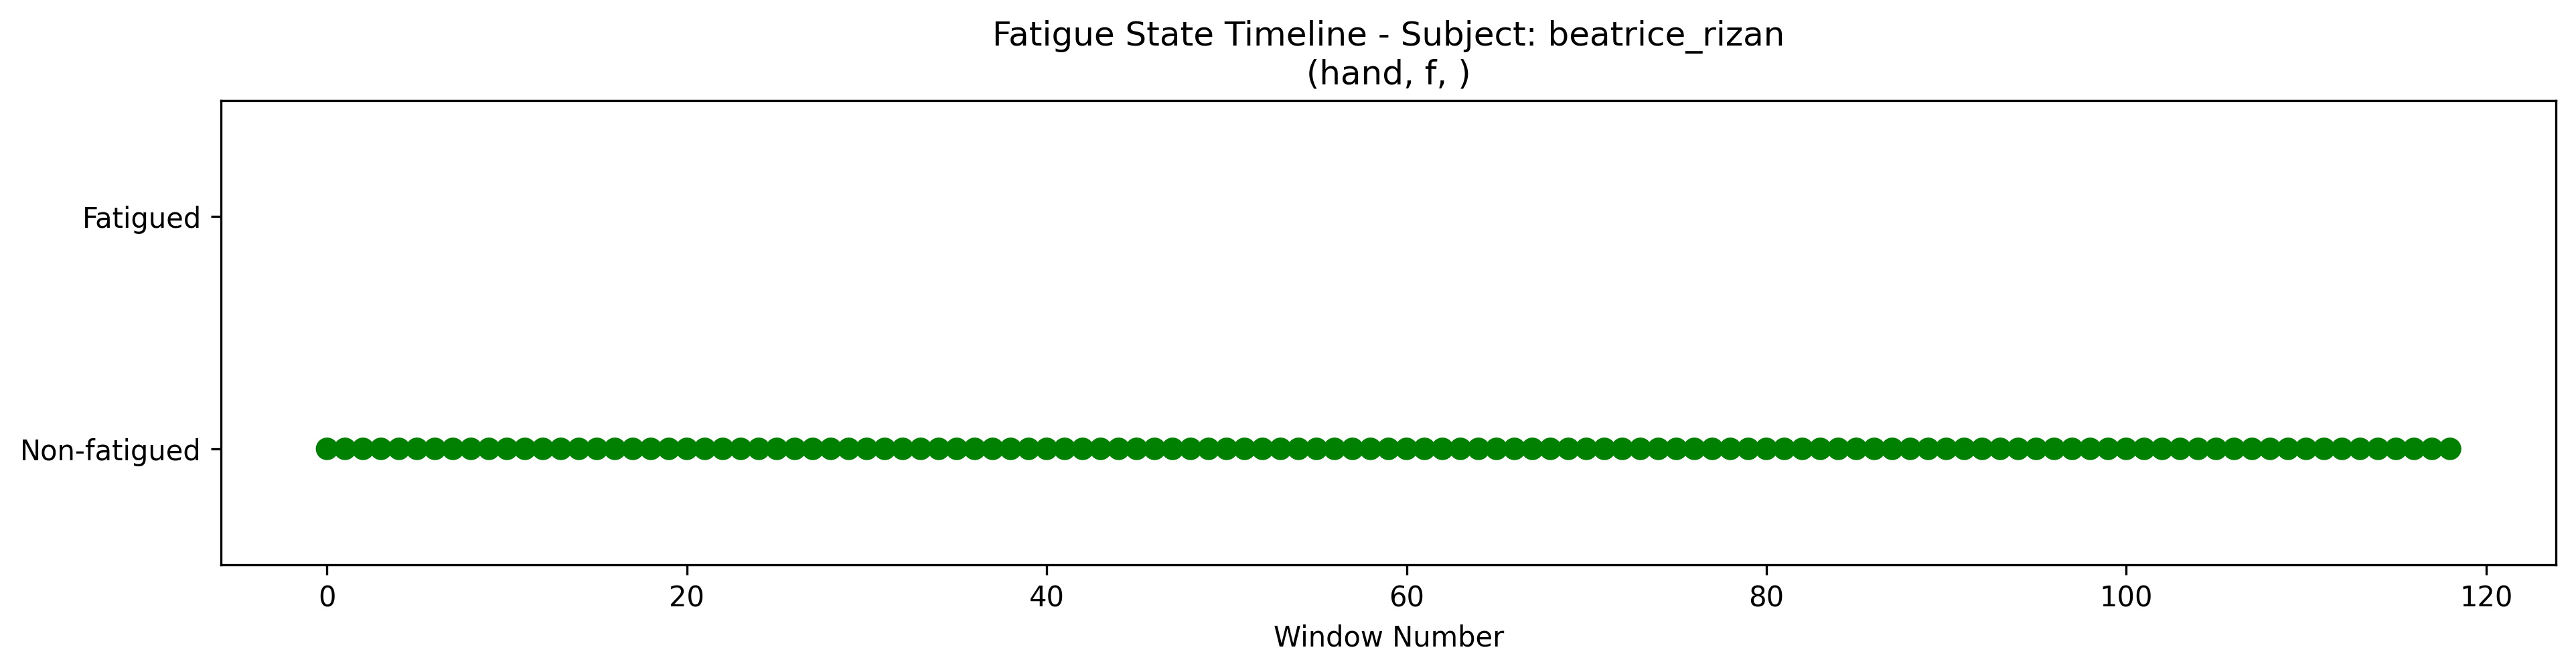 Fatigue State Timeline - Subject: beatrice_rizan
(hand, f, )
Fatigued
Non-fatigued
0 20 40 60 80 100 120
Window Number